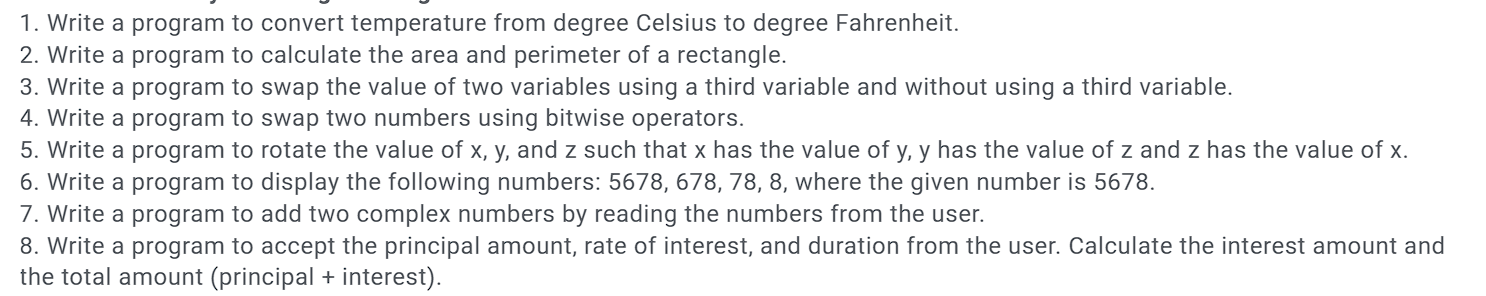 1. Write a program to convert temperature from degree Celsius to degree Fahrenheit.
2. Write a program to calculate the area and perimeter of a rectangle.
3. Write a program to swap the value of two variables using a third variable and without using a third variable.
4. Write a program to swap two numbers using bitwise operators.
5. Write a program to rotate the value of x, y, and z such that x has the value of y, y has the value of z and z has the value of x.
6. Write a program to display the following numbers: 5678, 678, 78, 8, where the given number is 5678.
7. Write a program to add two complex numbers by reading the numbers from the user.
8. Write a program to accept the principal amount, rate of interest, and duration from the user. Calculate the interest amount and
the total amount (principal + interest).